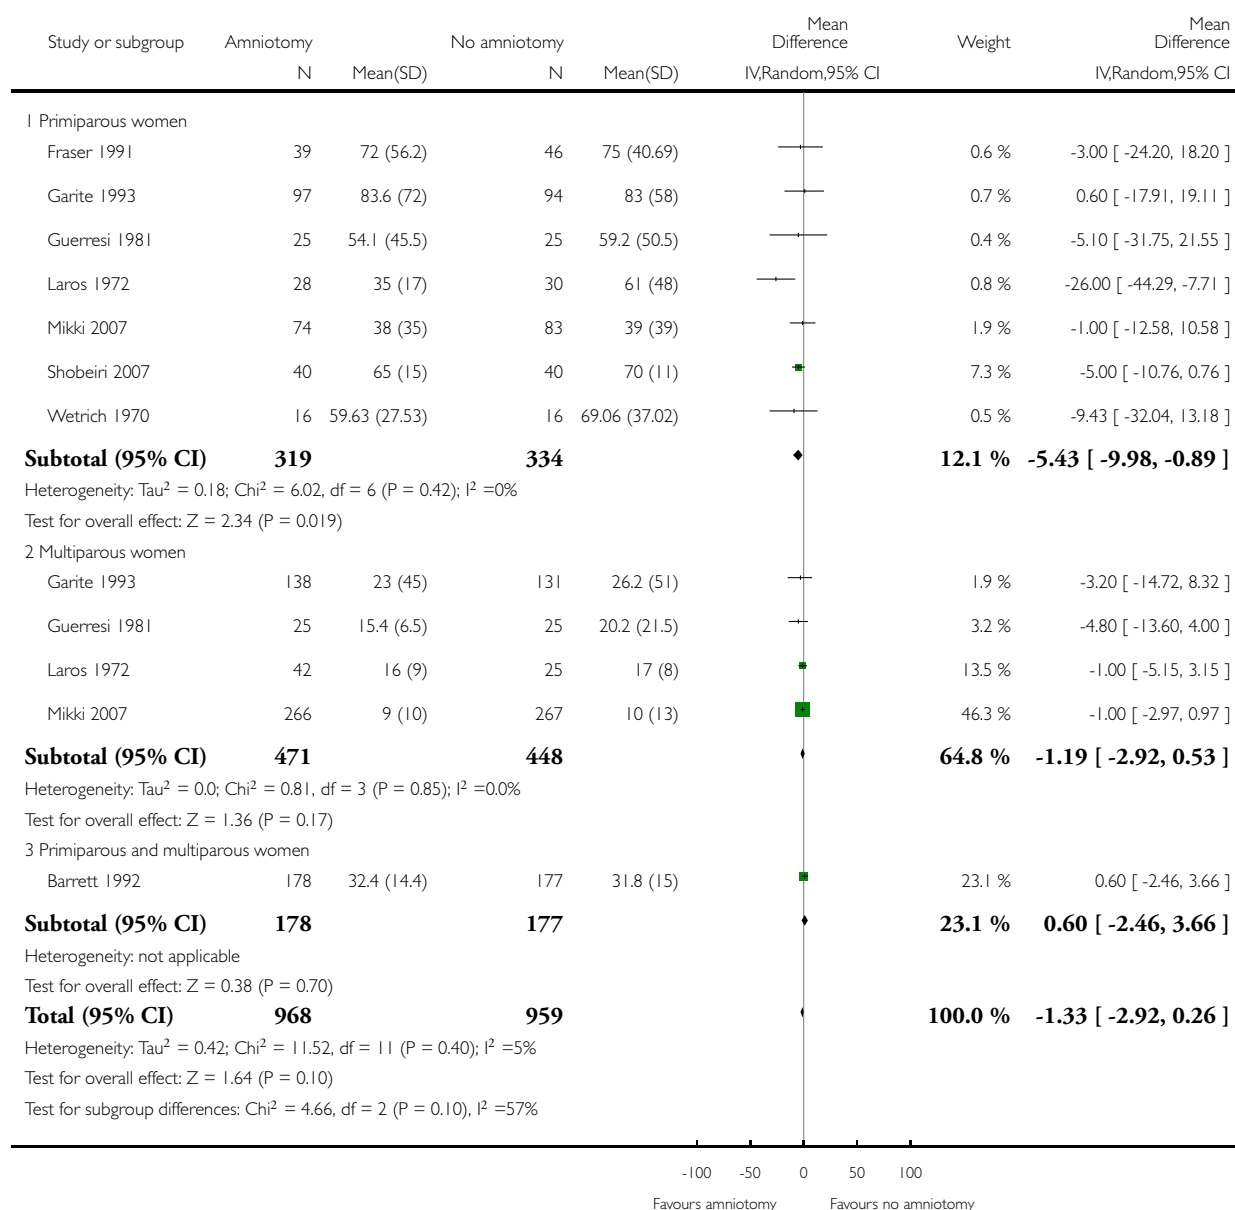 Study or subgroup Amniotomy No amniotomy Mean Difference Weight Mean Difference
N Mean(SD) N Mean(SD) IV,Random,95% CI IV,Random,95% CI
1 Primiparous women
Fraser 1991 39 72 (56.2) 46 75 (40.69) 0.6 % -3.00 [ -24.20, 18.20 ]
Garite 1993 97 83.6 (72) 94 83 (58) 0.7 % 0.60 [ -17.91, 19.11 ]
Guerresi 1981 25 54.1 (45.5) 25 59.2 (50.5) 0.4 % -5.10 [ -31.75, 21.55 ]
Laros 1972 28 35 (17) 30 61 (48) 0.8 % -26.00 [ -44.29, -7.71 ]
Mikki 2007 74 38 (35) 83 39 (39) 1.9 % -1.00 [ -12.58, 10.58 ]
Shobeiri 2007 40 65 (15) 40 70 (11) 7.3 % -5.00 [ -10.76, 0.76 ]
Wetrich 1970 16 59.63 (27.53) 16 69.06 (37.02) 0.5 % -9.43 [ -32.04, 13.18 ]
Subtotal (95% CI) 319 334 12.1 % -5.43 [ -9.98, -0.89 ]
Heterogeneity: Tau² = 0.18; Chi² = 6.02, df = 6 (P = 0.42); I² =0%
Test for overall effect: Z = 2.34 (P = 0.019)
2 Multiparous women
Garite 1993 138 23 (45) 131 26.2 (51) 1.9 % -3.20 [ -14.72, 8.32 ]
Guerresi 1981 25 15.4 (6.5) 25 20.2 (21.5) 3.2 % -4.80 [ -13.60, 4.00 ]
Laros 1972 42 16 (9) 25 17 (8) 13.5 % -1.00 [ -5.15, 3.15 ]
Mikki 2007 266 9 (10) 267 10 (13) 46.3 % -1.00 [ -2.97, 0.97 ]
Subtotal (95% CI) 471 448 64.8 % -1.19 [ -2.92, 0.53 ]
Heterogeneity: Tau² = 0.0; Chi² = 0.81, df = 3 (P = 0.85); I² =0.0%
Test for overall effect: Z = 1.36 (P = 0.17)
3 Primiparous and multiparous women
Barrett 1992 178 32.4 (14.4) 177 31.8 (15) 23.1 % 0.60 [ -2.46, 3.66 ]
Subtotal (95% CI) 178 177 23.1 % 0.60 [ -2.46, 3.66 ]
Heterogeneity: not applicable
Test for overall effect: Z = 0.38 (P = 0.70)
Total (95% CI) 968 959 100.0 % -1.33 [ -2.92, 0.26 ]
Heterogeneity: Tau² = 0.42; Chi² = 11.52, df = 11 (P = 0.40); I² =5%
Test for overall effect: Z = 1.64 (P = 0.10)
Test for subgroup differences: Chi² = 4.66, df = 2 (P = 0.10), I² =57%
-100 -50 0 50 100
Favours amniotomy Favours no amniotomy